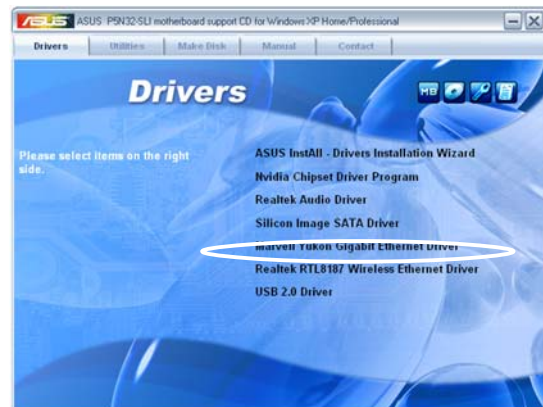 ASUS ASUS P5N32-SLI motherboard support CD for Windows XP Home/Professional
Drivers Utilities Make Disk Manual Contact
Drivers
MB
Please select items on the right
side.
ASUS InstAll - Drivers Installation Wizard
Nvidia Chipset Driver Program
Realtek Audio Driver
Silicon Image SATA Driver
Marvell Yukon Gigabit Ethernet Driver
Realtek RTL8187 Wireless Ethernet Driver
USB 2.0 Driver